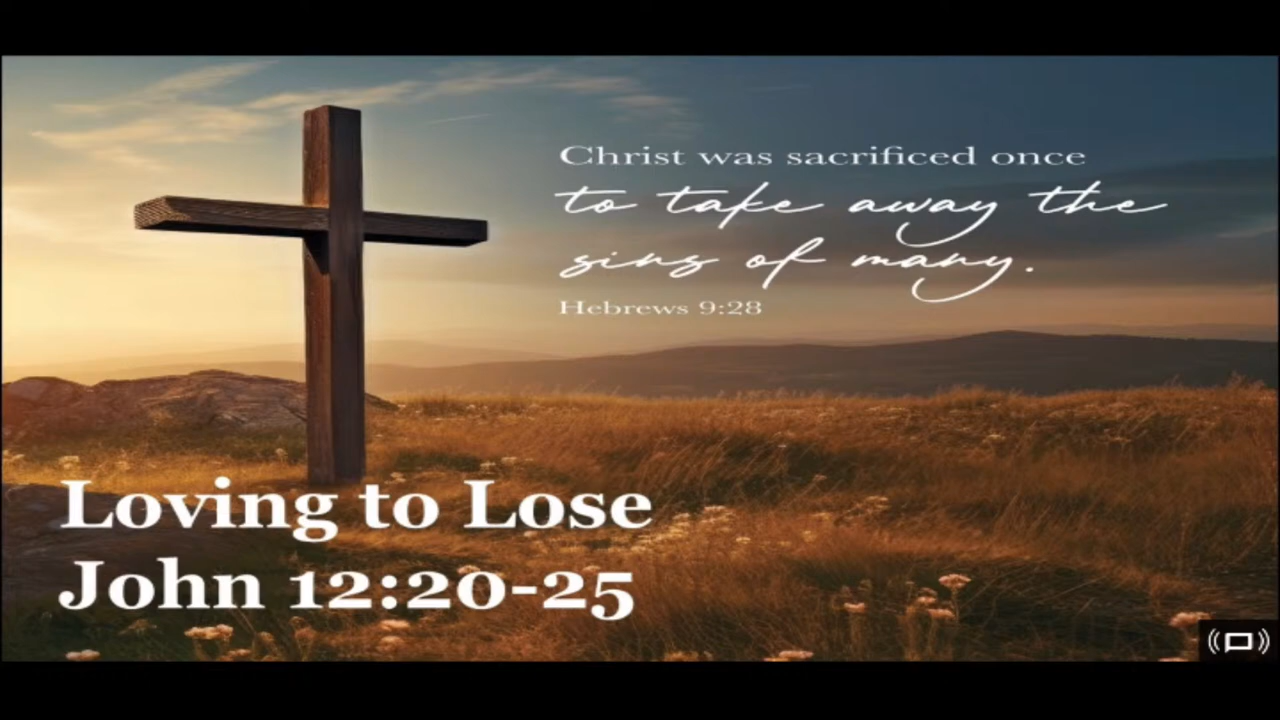 Christ was sacrificed once
to take away the
sins of many.
Hebrews 9:28
Loving to Lose
John 12:20-25